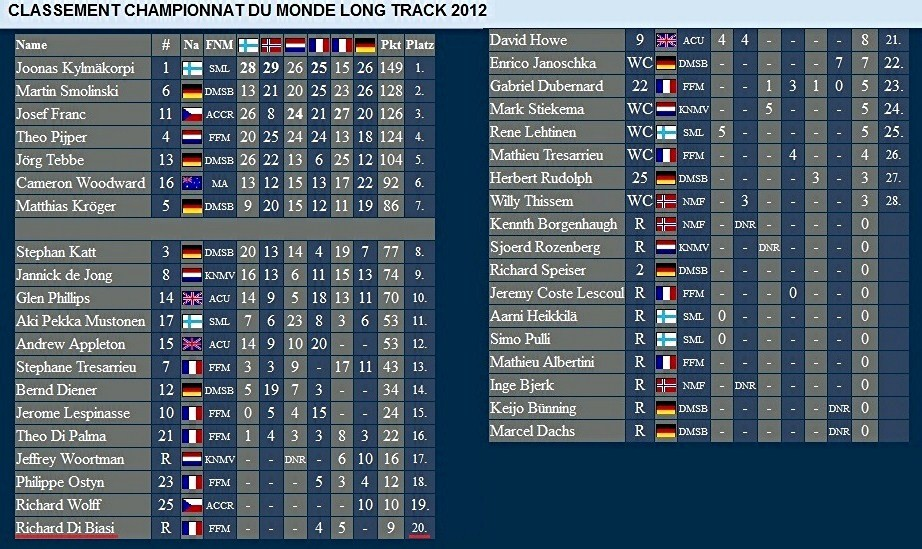 CLASSEMENT CHAMPIONNAT DU MONDE LONG TRACK 2012
Name # Na FNM Pkt Platz
Joonas Kylmäkorpi 1 SML 28 29 26 25 15 26 149 1.
Martin Smolinski 6 DMSB 13 21 20 25 23 26 128 2.
Josef Franc 11 ACCR 26 8 24 21 27 20 126 3.
Theo Pijper 4 FFM 20 25 24 24 13 18 124 4.
Jörg Tebbe 13 DMSB 26 22 13 6 25 12 104 5.
Cameron Woodward 16 MA 13 12 15 13 17 22 92 6.
Matthias Kröger 5 DMSB 9 20 15 12 11 19 86 7.
Stephan Katt 3 DMSB 20 13 14 4 19 7 77 8.
Jannick de Jong 8 KNMV 16 13 6 11 15 13 74 9.
Glen Phillips 14 ACU 14 9 5 18 13 11 70 10.
Aki Pekka Mustonen 17 SML 7 6 23 8 3 6 53 11.
Andrew Appleton 15 ACU 14 9 10 20 - - 53 12.
Stephane Tresarrieu 7 FFM 3 3 9 - 17 11 43 13.
Bernd Diener 12 DMSB 5 19 7 3 - - 34 14.
Jerome Lespinasse 10 FFM 0 5 4 15 - - 24 15.
Theo Di Palma 21 FFM 1 4 3 3 8 3 22 16.
Jeffrey Woortman R KNMV - - DNR - 6 10 16 17.
Philippe Ostyn 23 FFM - - - 5 3 4 12 18.
Richard Wolff 25 ACCR - - - - - 10 10 19.
Richard Di Biasi R FFM - - - 4 5 - 9 20.
David Howe 9 ACU 4 4 - - - - 8 21.
Enrico Janoschka WC DMSB - - - - - 7 7 22.
Gabriel Dubernard 22 FFM - - 1 3 1 0 5 23.
Mark Stiekema WC KNMV - - 5 - - - 5 24.
Rene Lehtinen WC SML 5 - - - - - 5 25.
Mathieu Tresarrieu WC FFM - - - 4 - - 4 26.
Herbert Rudolph 25 DMSB - - - - 3 - 3 27.
Willy Thissem WC NMF - 3 - - - - 3 28.
Kennth Borgenhaugh R NMF - DNR - - - - 0
Sjoerd Rozenberg R KNMV - - DNR - - - 0
Richard Speiser 2 DMSB - - - - - - 0
Jeremy Coste Lescoul R FFM - - - 0 - - 0
Aarni Heikkilä R SML 0 - - - - - 0
Simo Pulli R SML 0 - - - - - 0
Mathieu Albertini R FFM - - - - - - 0
Inge Bjerk R NMF - DNR - - - - 0
Keijo Bünning R DMSB - - - - - DNR 0
Marcel Dachs R DMSB - - - - - DNR 0